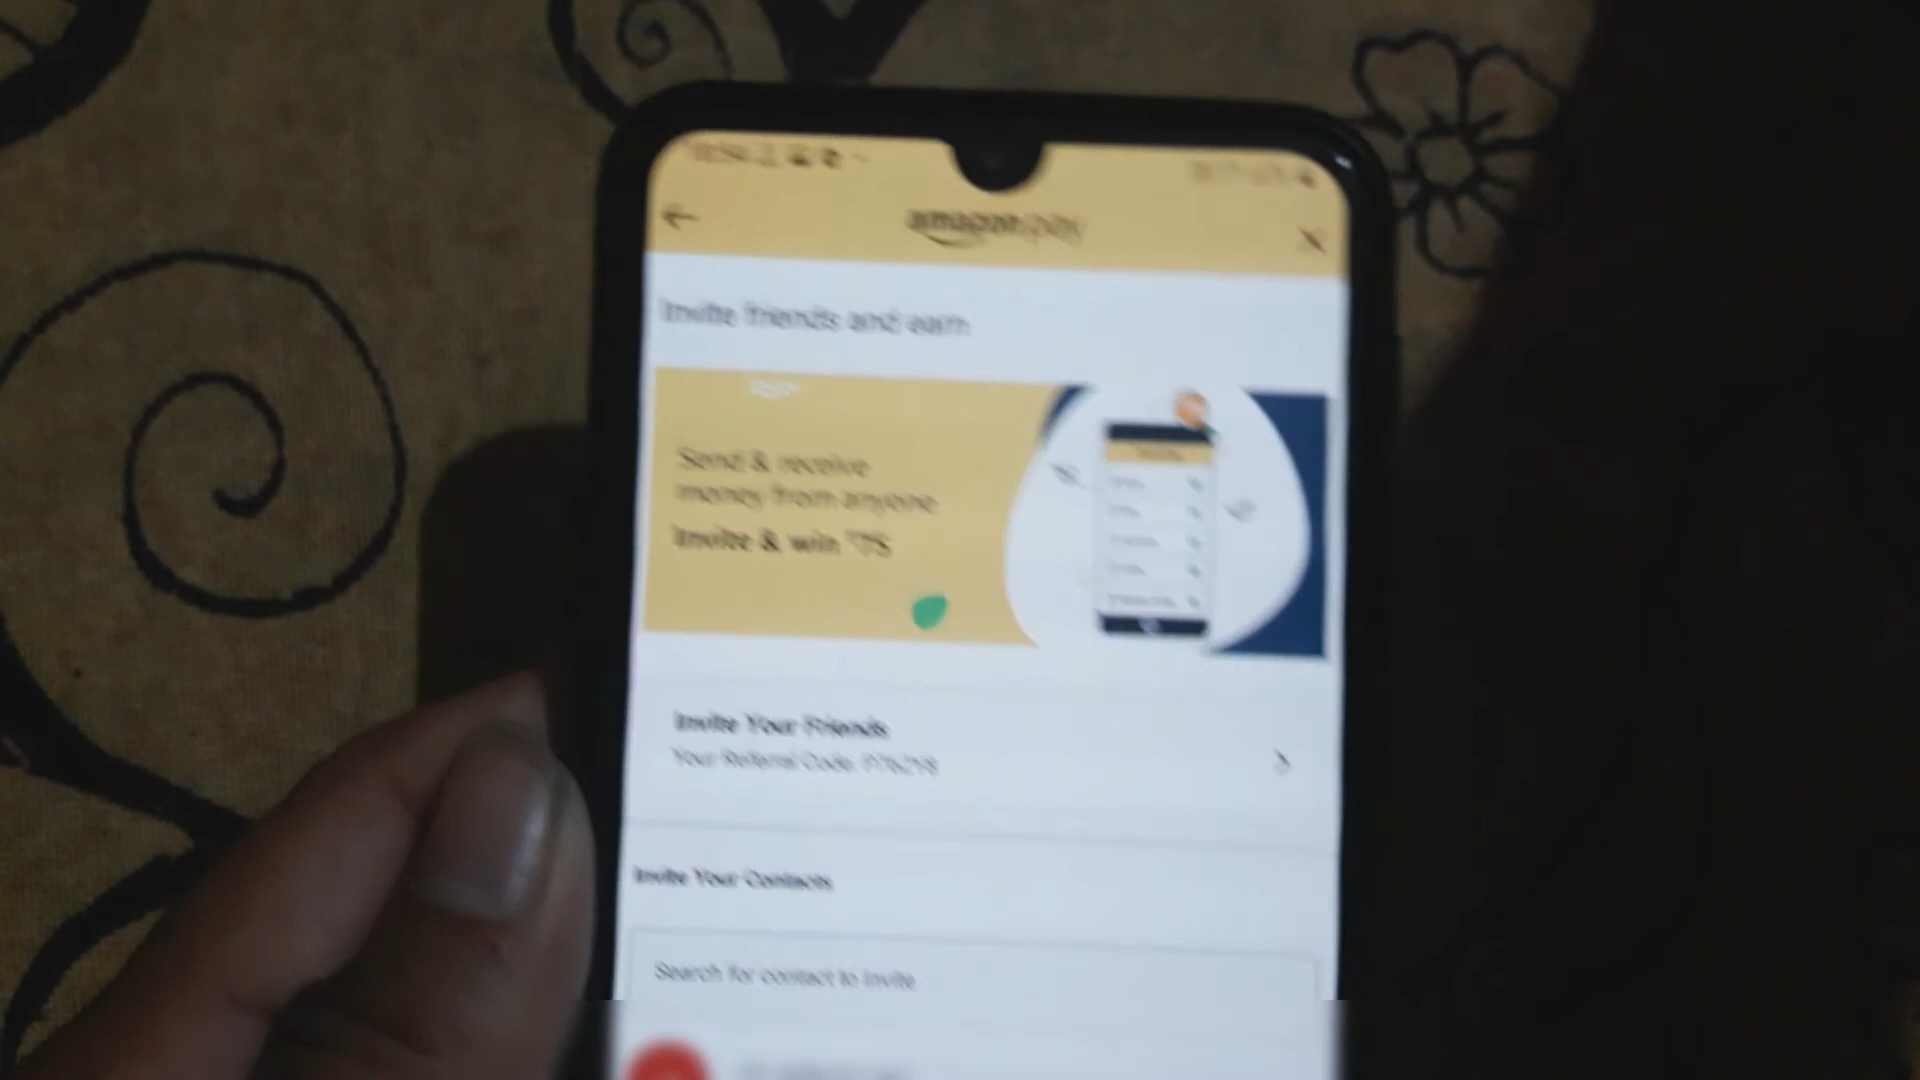 amazon pay
Invite friends and earn
Send & receive
money from anyone
Invite & win ₹75
Invite Your Friends
Your Referral Code:
Invite Your Contacts
Search for contact to invite